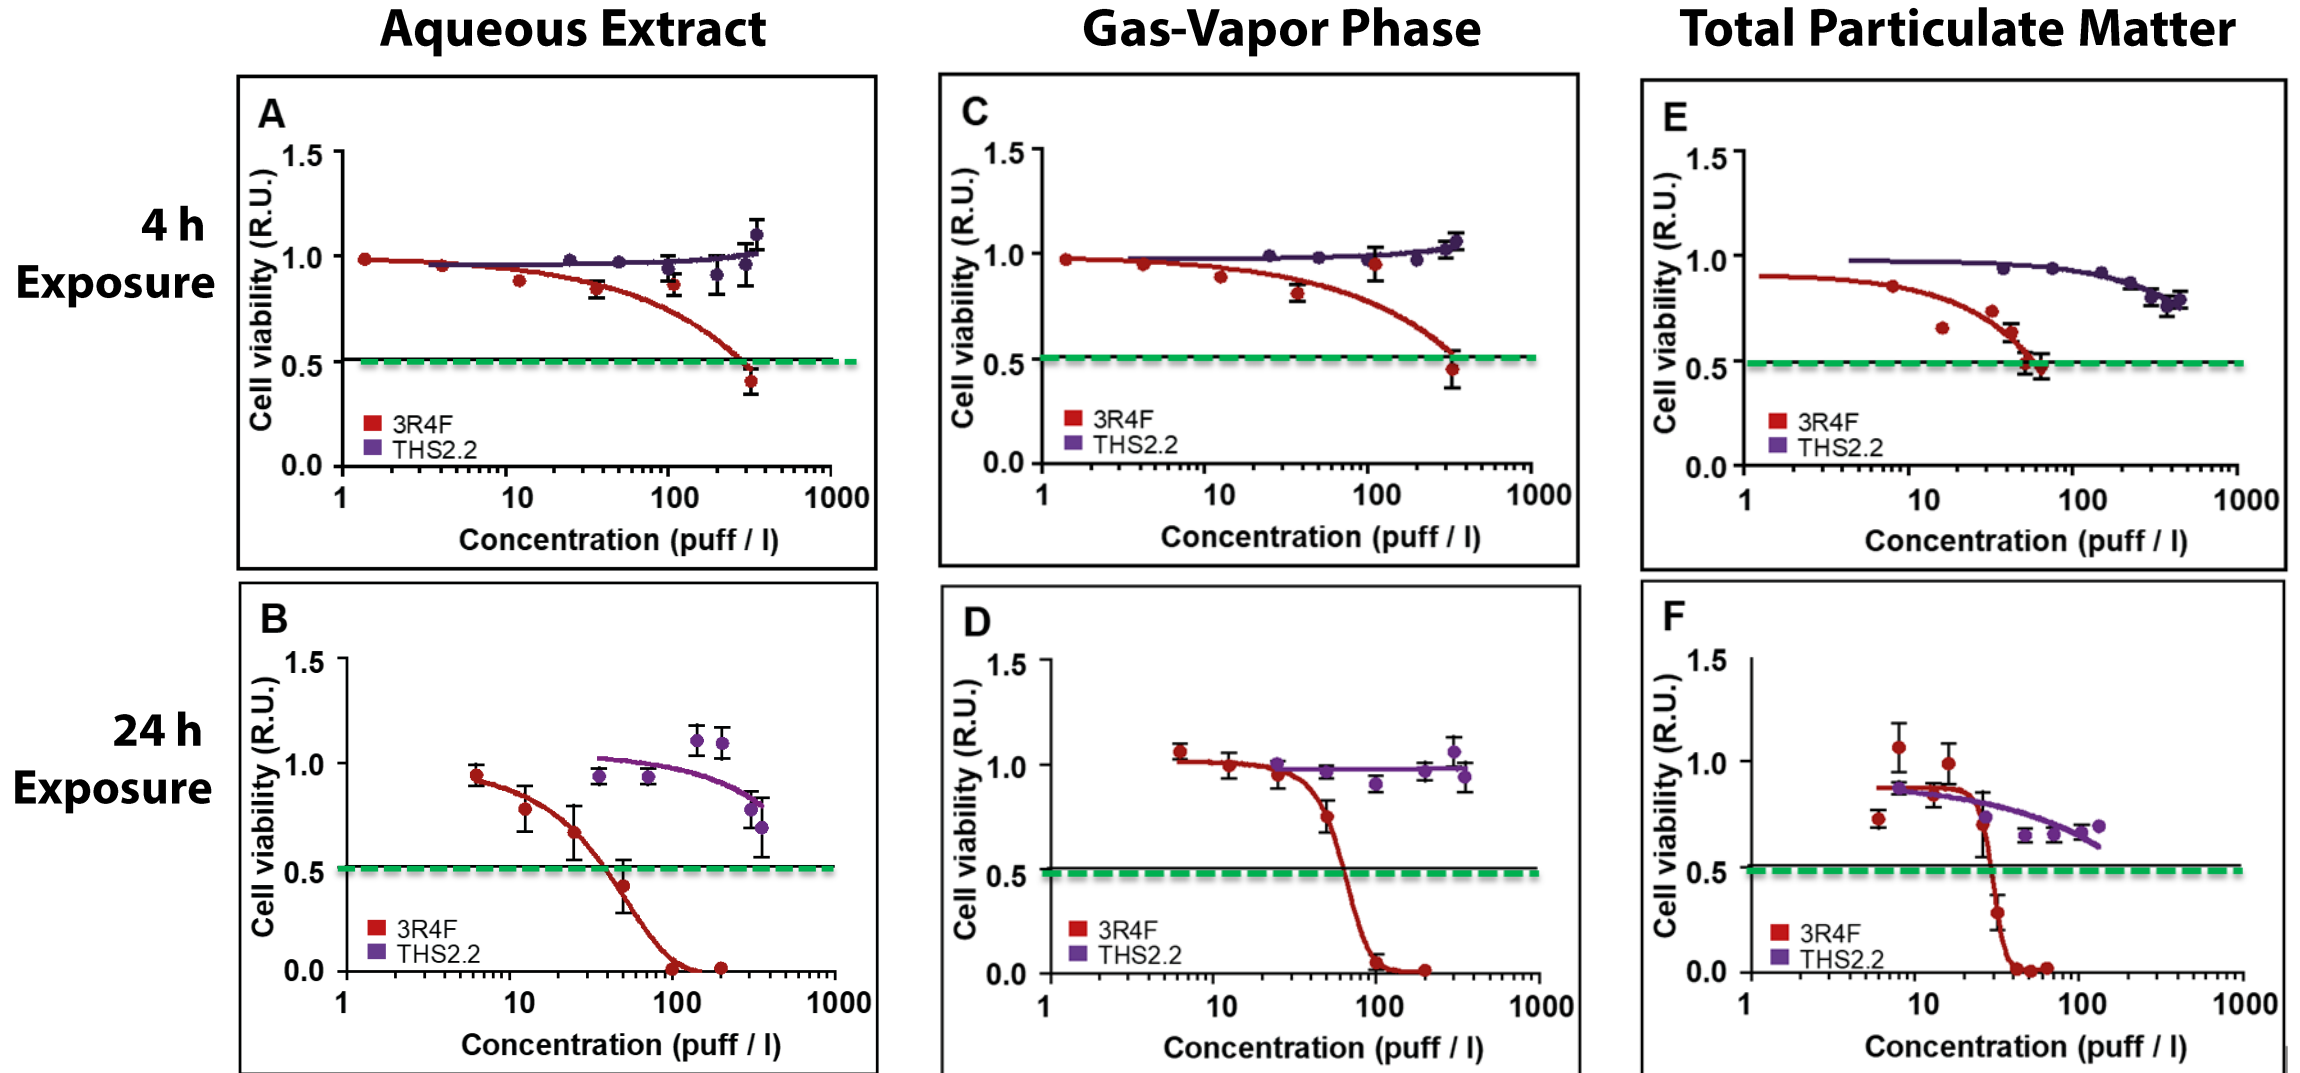 Aqueous Extract
Gas-Vapor Phase
Total Particulate Matter
4 h
Exposure
A
Cell viability (R.U.)
1.5
1.0
0.5
0.0
3R4F
THS2.2
1 10 100 1000
Concentration (puff / l)
C
Cell viability (R.U.)
1.5
1.0
0.5
0.0
3R4F
THS2.2
1 10 100 1000
Concentration (puff / l)
E
Cell viability (R.U.)
1.5
1.0
0.5
0.0
3R4F
THS2.2
1 10 100 1000
Concentration (puff / l)
24 h
Exposure
B
Cell viability (R.U.)
1.5
1.0
0.5
0.0
3R4F
THS2.2
1 10 100 1000
Concentration (puff / l)
D
Cell viability (R.U.)
1.5
1.0
0.5
0.0
3R4F
THS2.2
1 10 100 1000
Concentration (puff / l)
F
Cell viability (R.U.)
1.5
1.0
0.5
0.0
3R4F
THS2.2
1 10 100 1000
Concentration (puff / l)